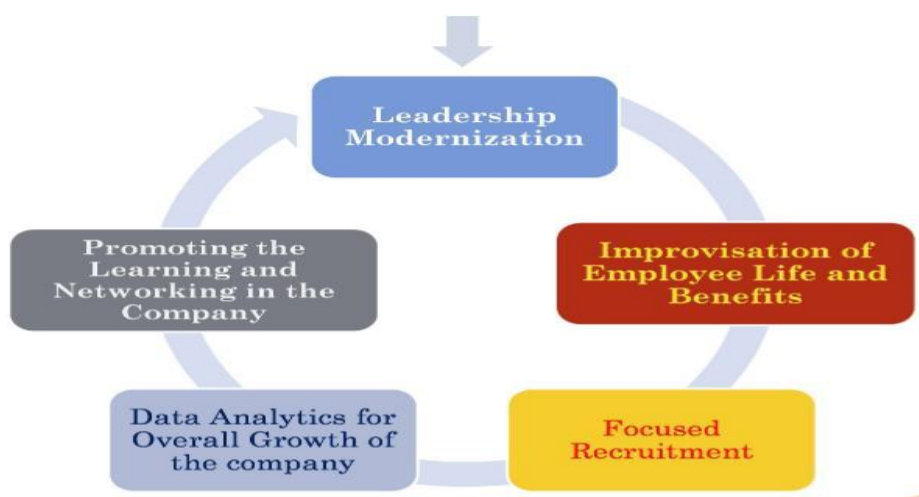 Leadership
Modernization
Improvisation of
Employee Life and
Benefits
Focused
Recruitment
Data Analytics for
Overall Growth of
the company
Promoting the
Learning and
Networking in the
Company